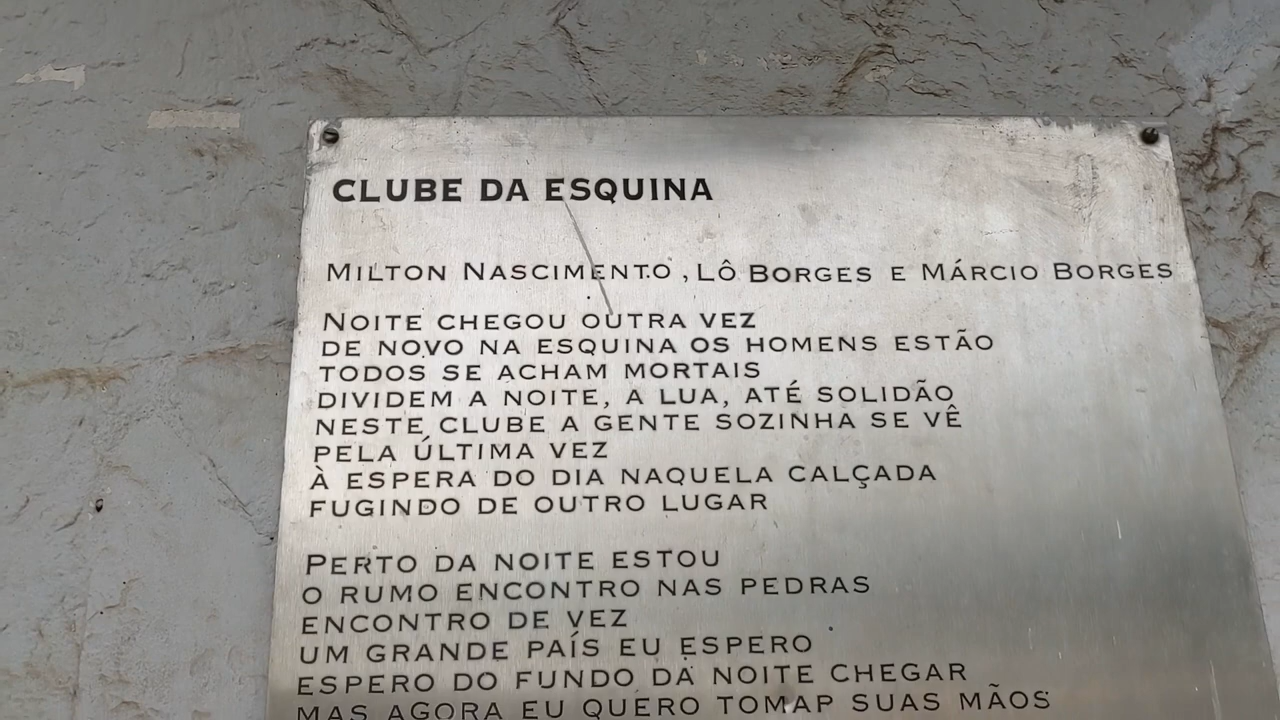 CLUBE DA ESQUINA
MILTON NASCIMENTO, LÔ BORGES E MÁRCIO BORGES
NOITE CHEGOU OUTRA VEZ
DE NOVO NA ESQUINA OS HOMENS ESTÃO
TODOS SE ACHAM MORTAIS
DIVIDEM A NOITE, A LUA, ATÉ SOLIDÃO
NESTE CLUBE A GENTE SOZINHA SE VÊ
PELA ÚLTIMA VEZ
À ESPERA DO DIA NAQUELA CALÇADA
FUGINDO DE OUTRO LUGAR
PERTO DA NOITE ESTOU
O RUMO ENCONTRO NAS PEDRAS
ENCONTRO DE VEZ
UM GRANDE PAÍS EU ESPERO
ESPERO DO FUNDO DA NOITE CHEGAR
MAS AGORA EU QUERO TOMAP SUAS MÃOS